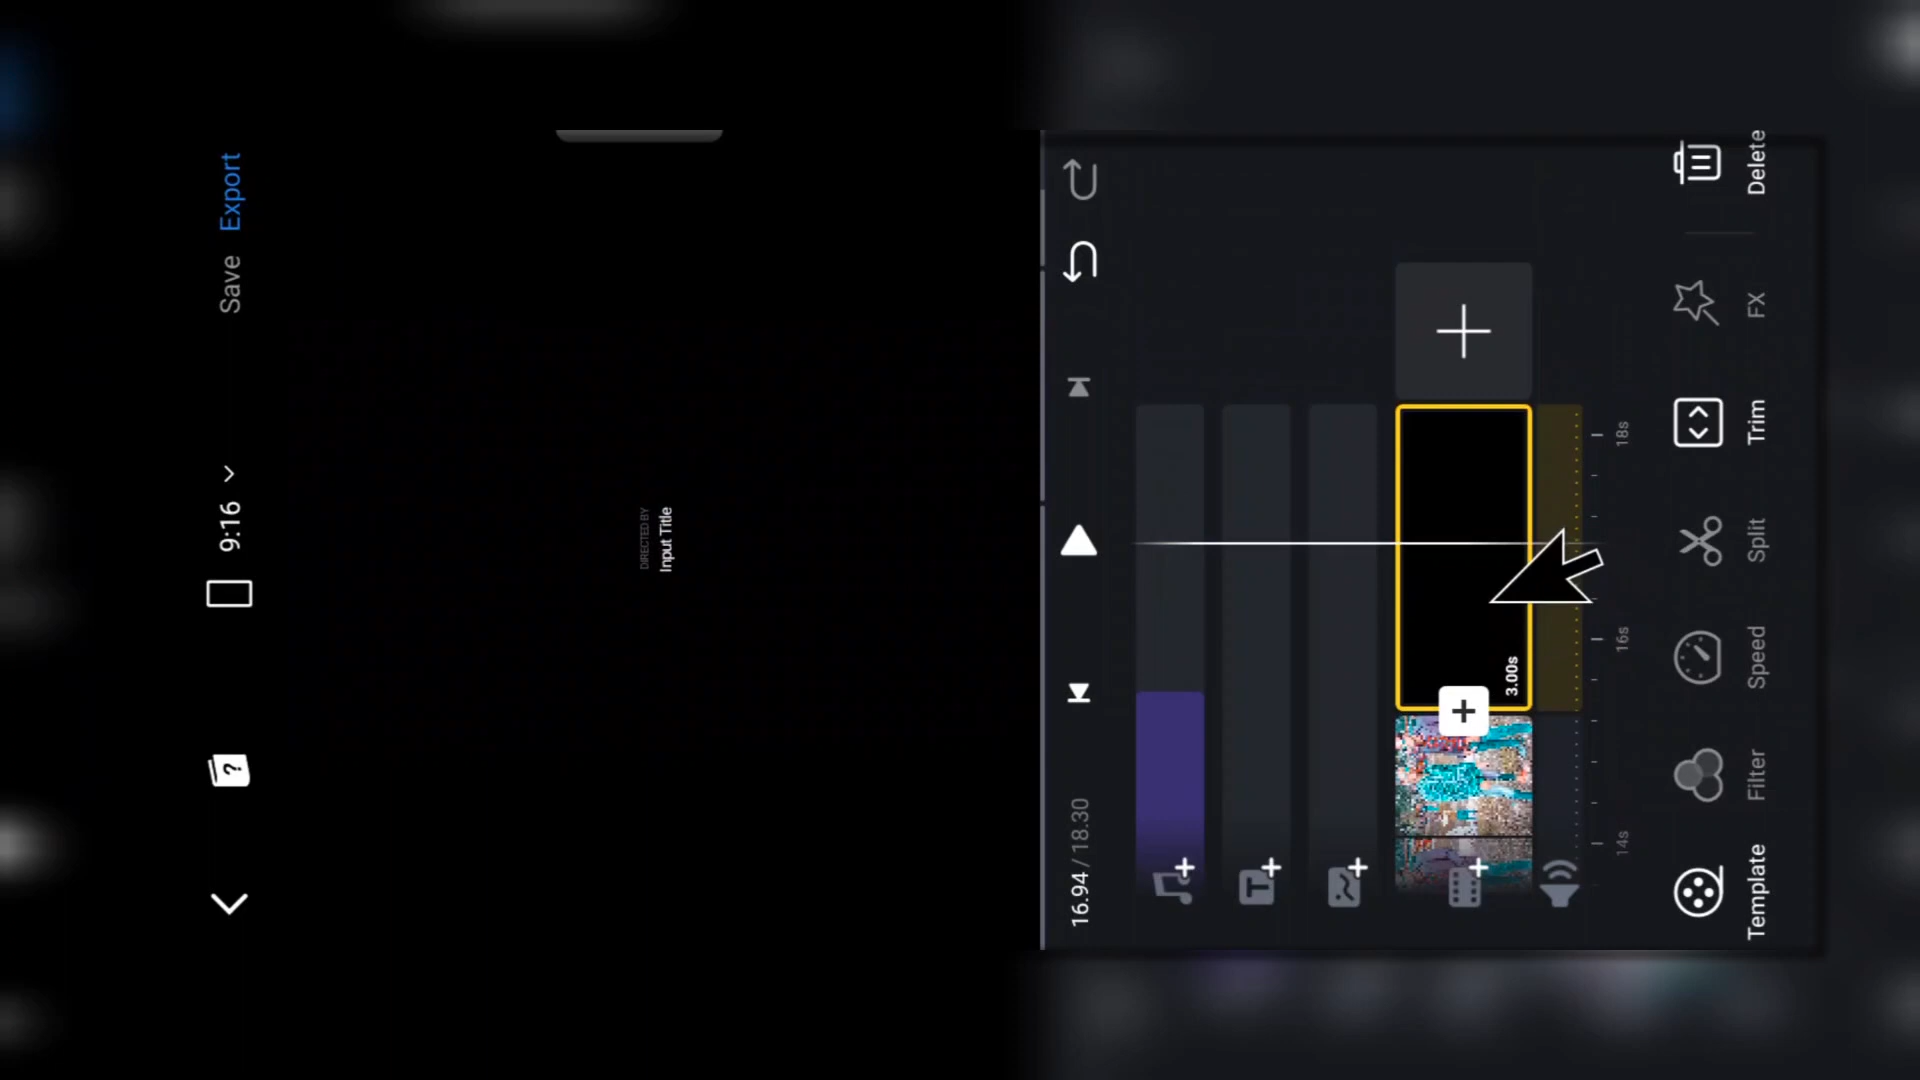 9:16
Save
Export
DIRECTED BY
Input Title
16.94 / 18.30
3.00s
14s
16s
18s
Template
Filter
Speed
Split
Trim
FX
Delete